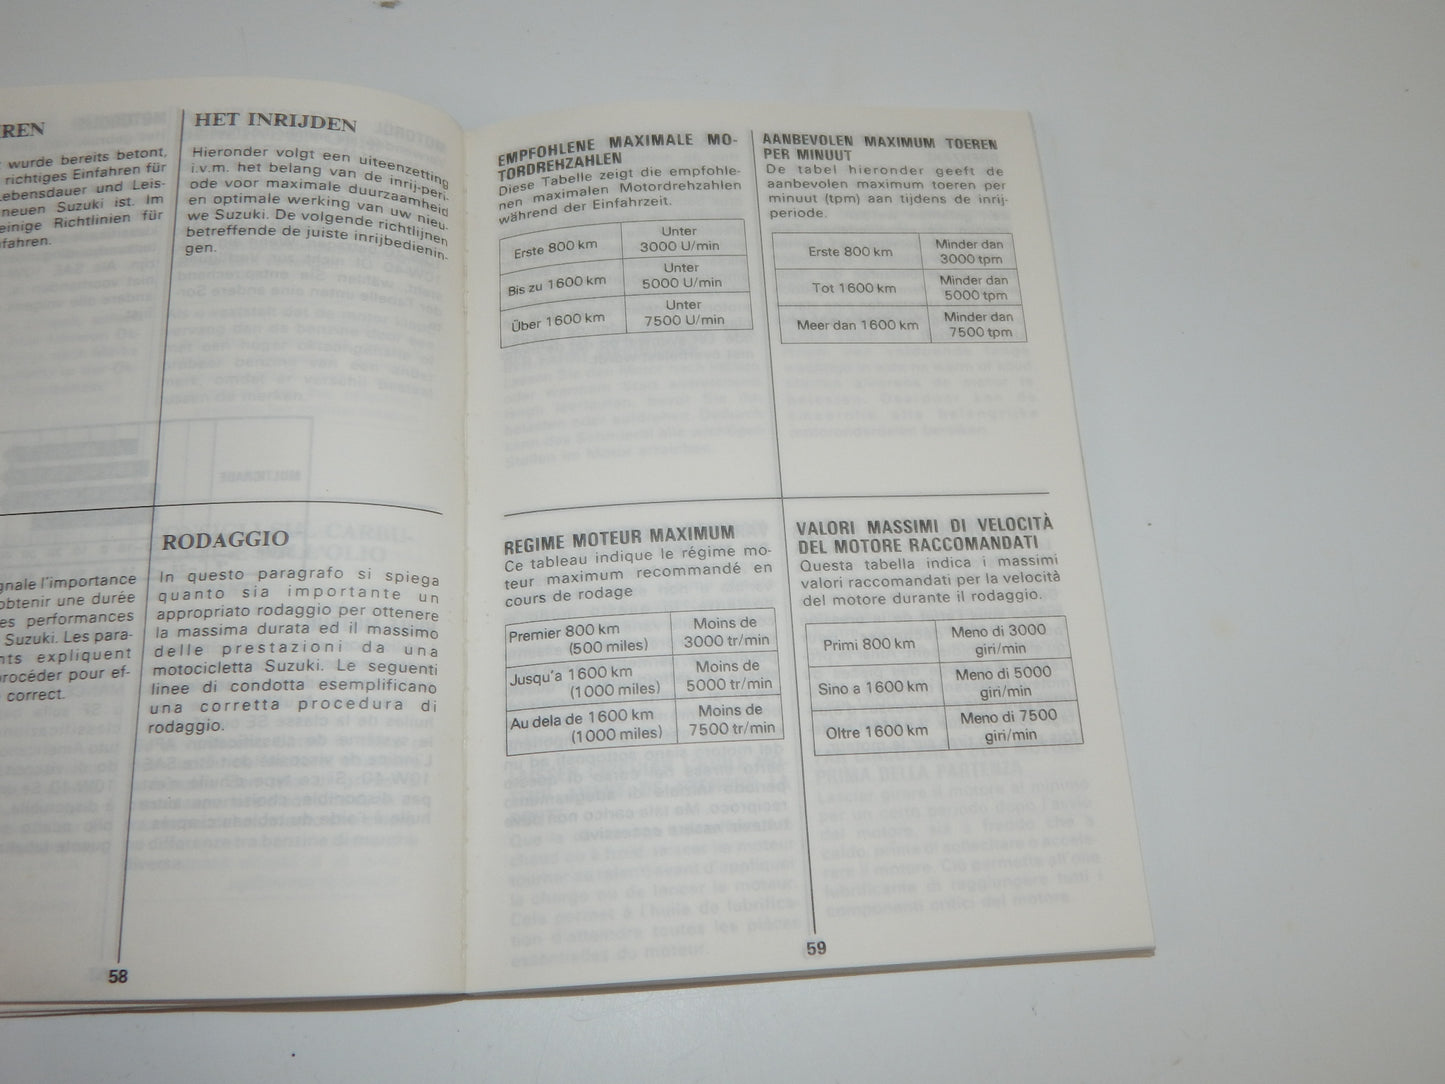 REN
wurde bereits betont,
richtiges Einfahren für
Lebensdauer und Leis-
neuen Suzuki ist. Im
einige Richtlinien für
fahren.
HET INRIJDEN
Hieronder volgt een uiteenzetting
i.v.m. het belang van de inrij-peri-
ode voor maximale duurzaamheid
en optimale werking van uw nieu-
we Suzuki. De volgende richtlijnen
betreffende de juiste inrijbedienin-
gen.
gnale l'importance
obtenir une durée
es performances
Suzuki. Les para-
nts expliquent
rocéder pour ef-
correct.
RODAGGIO
In questo paragrafo si spiega
quanto sia importante un
appropriato rodaggio per ottenere
la massima durata ed il massimo
delle prestazioni da una
motocicletta Suzuki. Le seguenti
linee di condotta esemplificano
una corretta procedura di
rodaggio.
58
EMPFOHLENE MAXIMALE MO-
TORDREHZAHLEN
Diese Tabelle zeigt die empfohle-
nen maximalen Motordrehzahlen
während der Einfahrzeit.
Erste 800 km Unter
3000 U/min
Bis zu 1600 km Unter
5000 U/min
Über 1600 km Unter
7500 U/min
AANBEVOLEN MAXIMUM TOEREN
PER MINUUT
De tabel hieronder geeft de
aanbevolen maximum toeren per
minuut (tpm) aan tijdens de inrij-
periode.
Erste 800 km Minder dan
3000 tpm
Tot 1600 km Minder dan
5000 tpm
Meer dan 1600 km Minder dan
7500 tpm
REGIME MOTEUR MAXIMUM
Ce tableau indique le régime mo-
teur maximum recommandé en
cours de rodage
Premier 800 km Moins de
(500 miles) 3000 tr/min
Jusqu'a 1600 km Moins de
(1000 miles) 5000 tr/min
Au dela de 1600 km Moins de
(1000 miles) 7500 tr/min
VALORI MASSIMI DI VELOCITÀ
DEL MOTORE RACCOMANDATI
Questa tabella indica i massimi
valori raccomandati per la velocità
del motore durante il rodaggio.
Primi 800 km Meno di 3000
giri/min
Sino a 1600 km Meno di 5000
giri/min
Oltre 1600 km Meno di 7500
giri/min
59